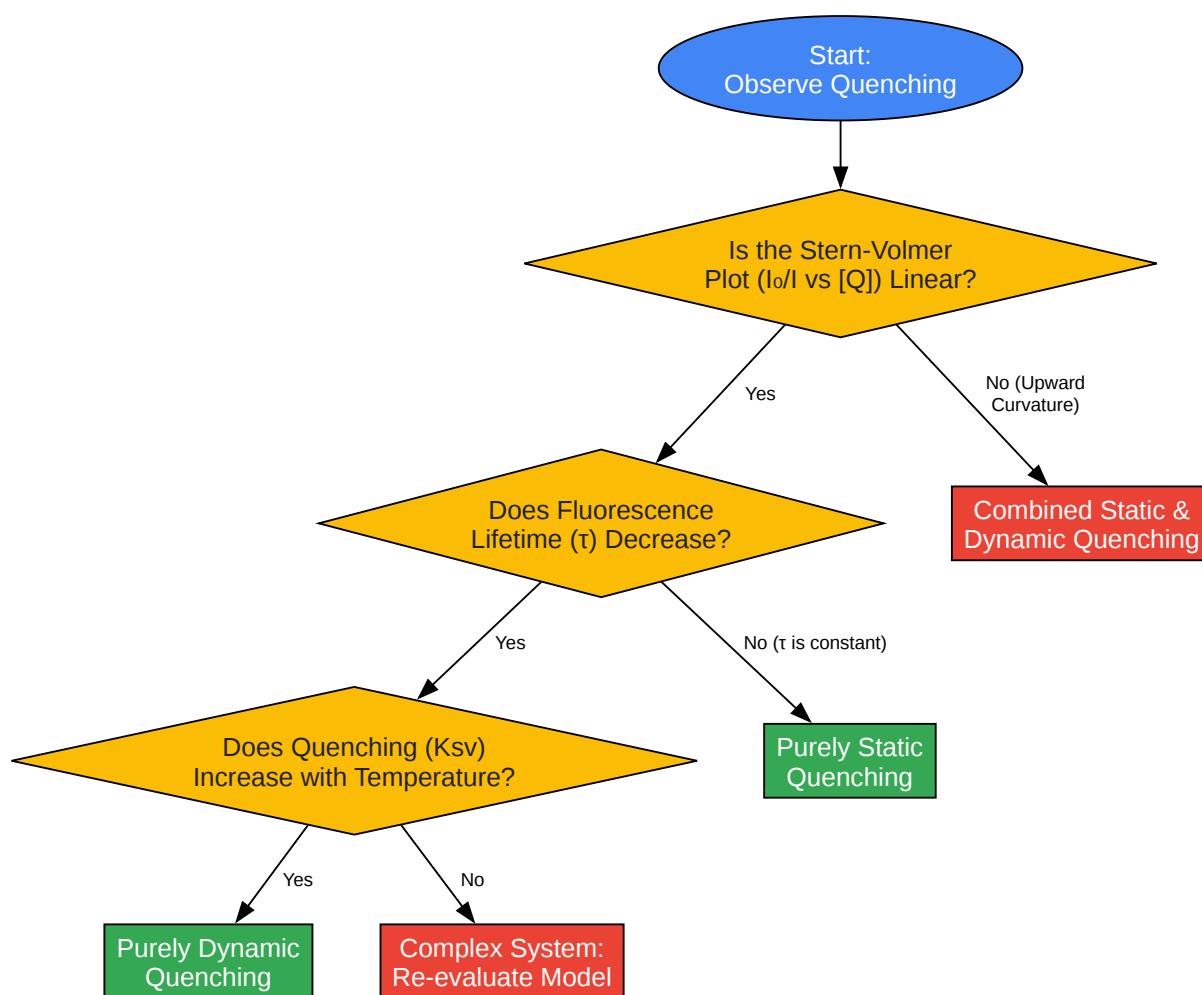 Start:
Observe Quenching
Is the Stern-Volmer
Plot (I₀/I vs [Q]) Linear?
Yes
No (Upward
Curvature)
Does Fluorescence
Lifetime (τ) Decrease?
Combined Static &
Dynamic Quenching
Yes
No (τ is constant)
Does Quenching (Ksv)
Increase with Temperature?
Purely Static
Quenching
Yes
No
Purely Dynamic
Quenching
Complex System:
Re-evaluate Model